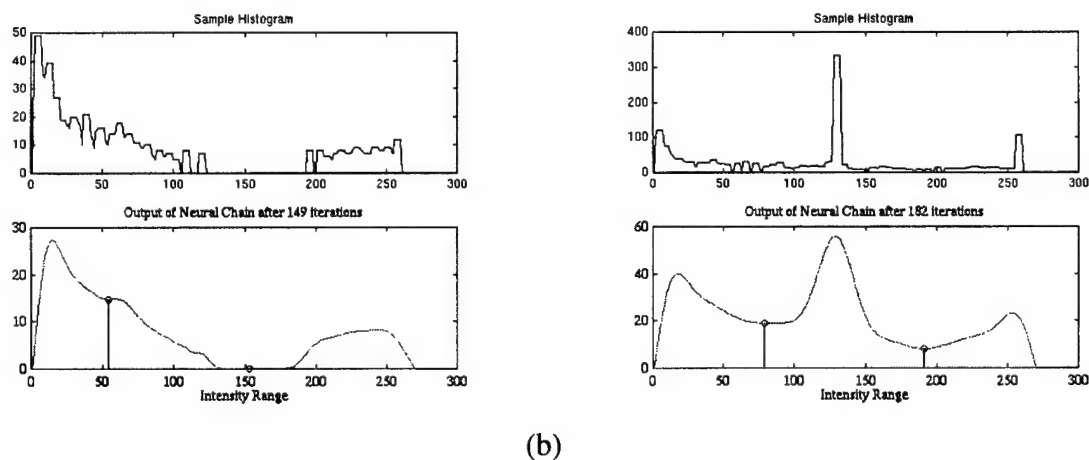 Sample Histogram
50
40
30
20
10
0
0 50 100 150 200 250 300
Output of Neural Chain after 149 iterations
30
20
10
0
0 50 100 150 200 250 300
Intensity Range
Sample Histogram
400
300
200
100
0
0 50 100 150 200 250 300
Output of Neural Chain after 182 iterations
60
40
20
0
0 50 100 150 200 250 300
Intensity Range
(b)